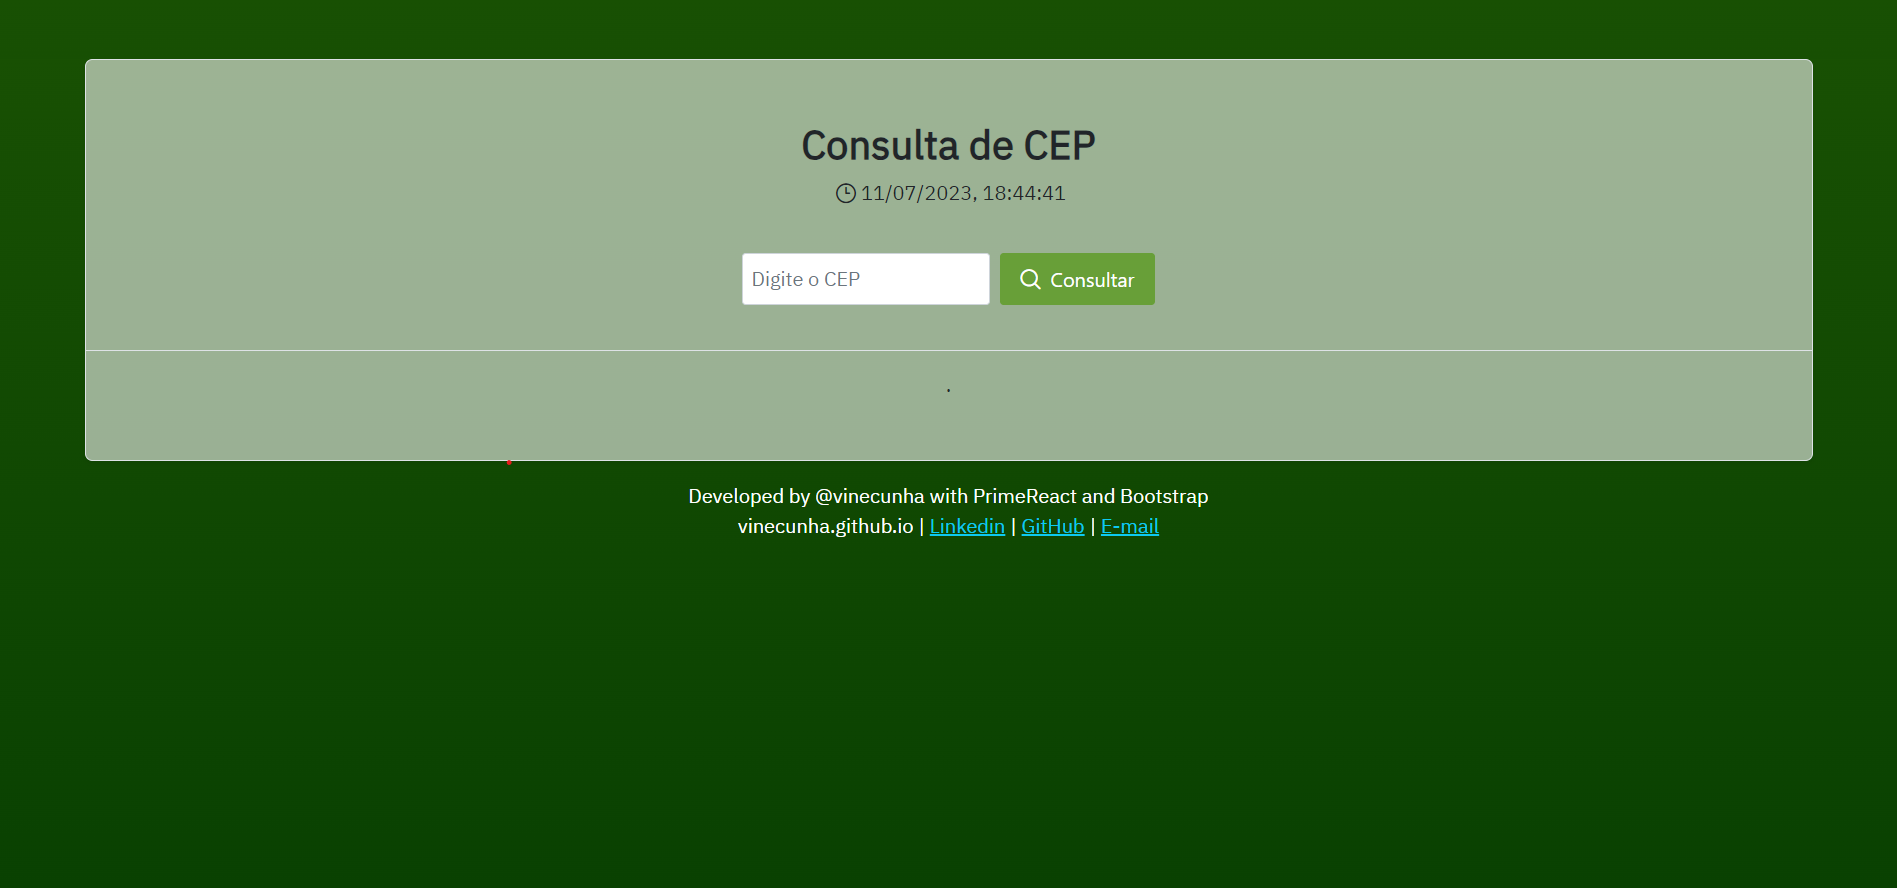 Consulta de CEP
11/07/2023, 18:44:41
Digite o CEP
Consultar
.
Developed by @vinecunha with PrimeReact and Bootstrap
vinecunha.github.io | Linkedin | GitHub | E-mail